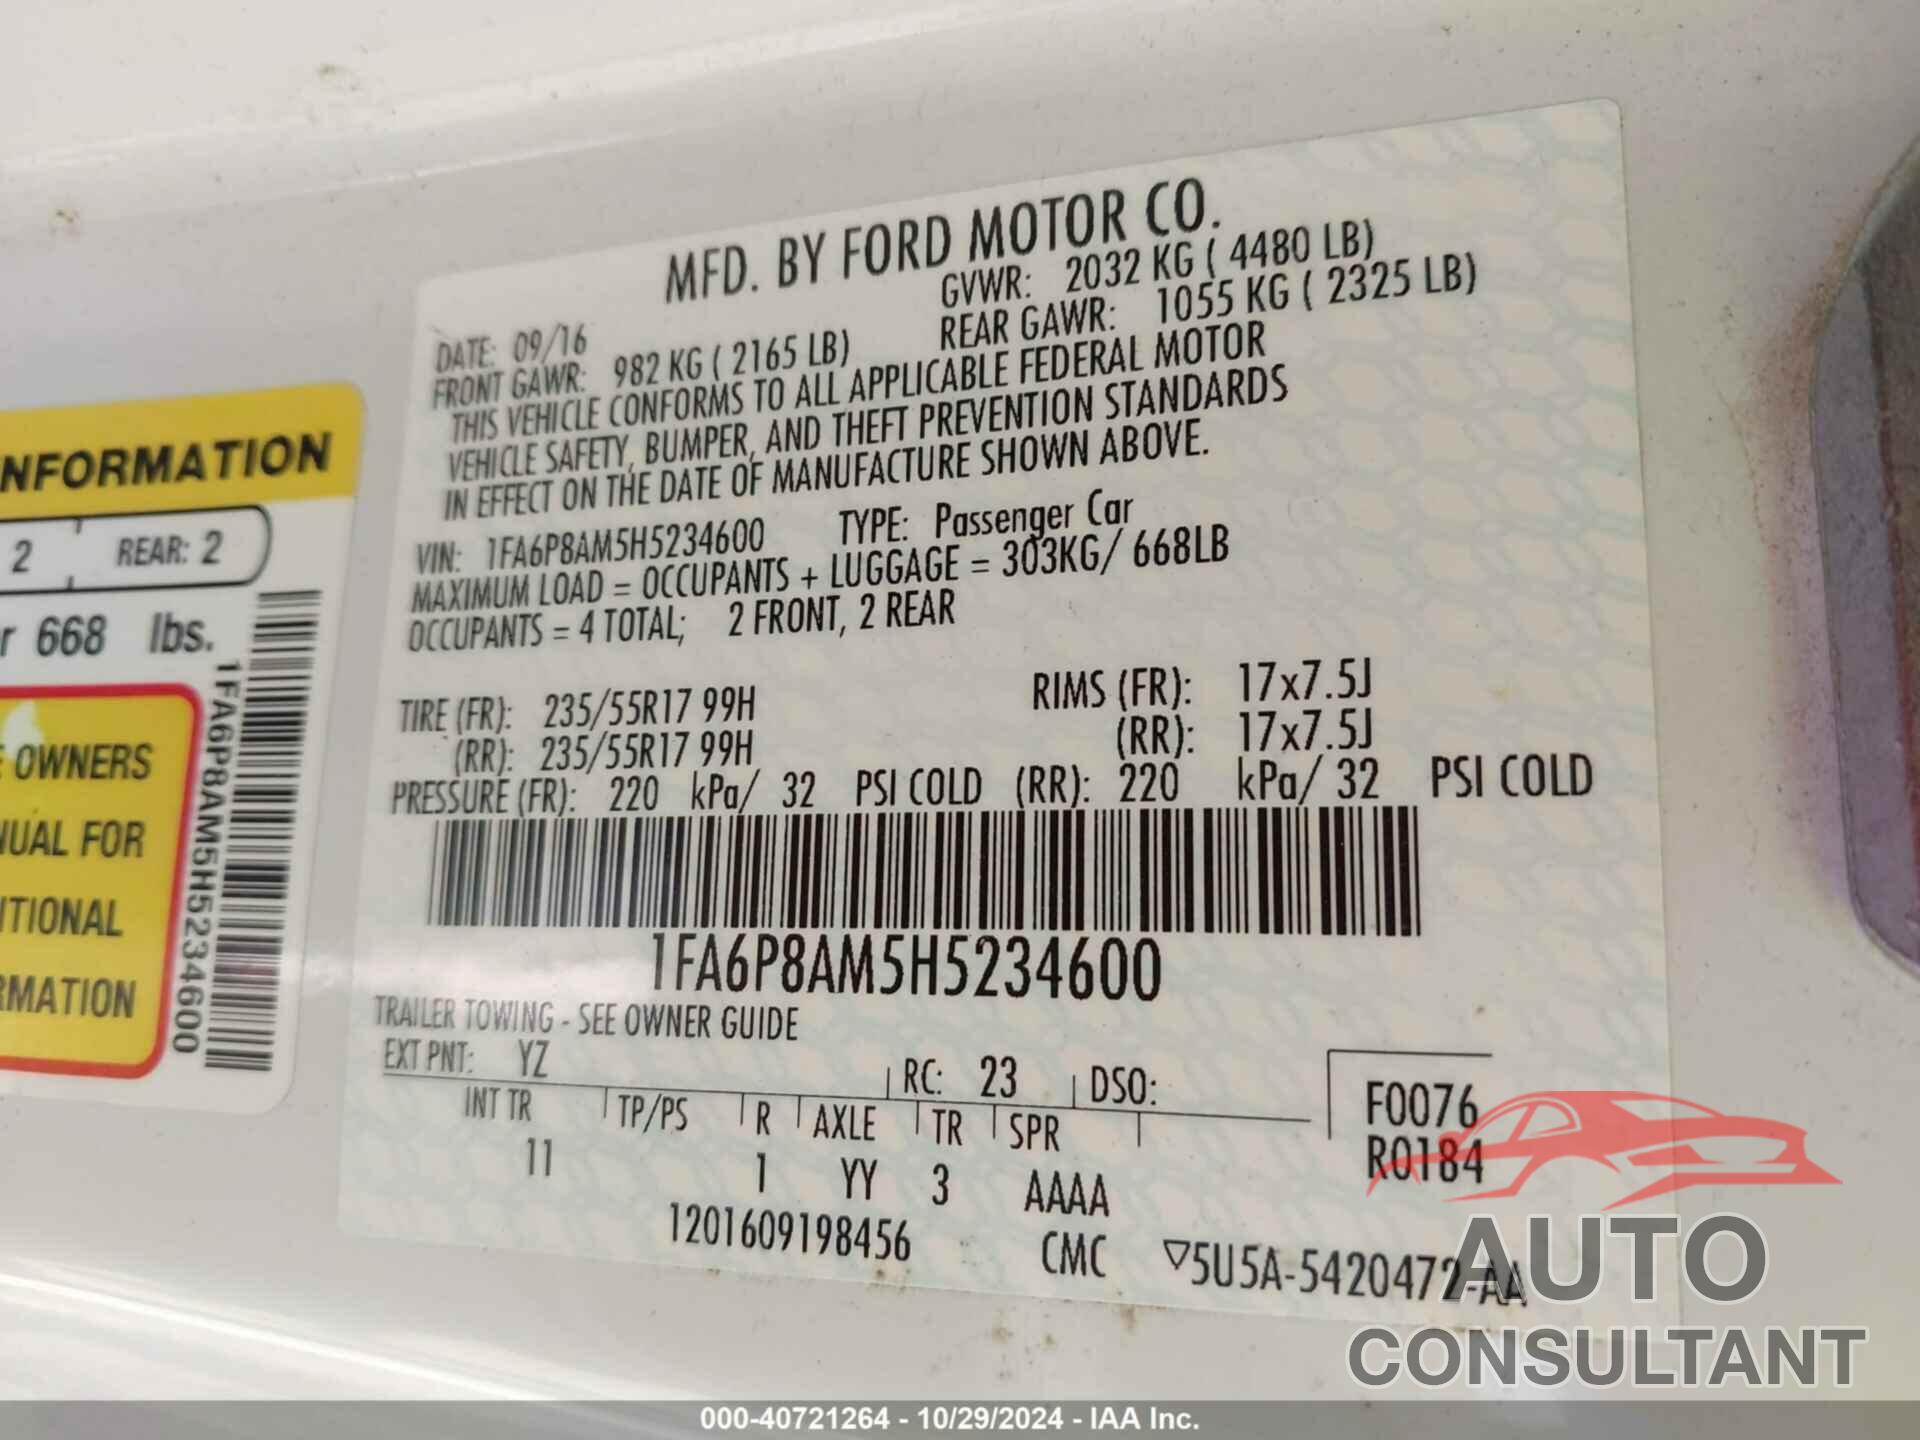 MFD. BY FORD MOTOR CO.
DATE: 09/16 GVWR: 2032 KG ( 4480 LB)
FRONT GAWR: 982 KG ( 2165 LB) REAR GAWR: 1055 KG ( 2325 LB)
THIS VEHICLE CONFORMS TO ALL APPLICABLE FEDERAL MOTOR
VEHICLE SAFETY, BUMPER, AND THEFT PREVENTION STANDARDS
IN EFFECT ON THE DATE OF MANUFACTURE SHOWN ABOVE.
VIN: 1FA6P8AM5H5234600 TYPE: Passenger Car
MAXIMUM LOAD = OCCUPANTS + LUGGAGE = 303KG/ 668LB
OCCUPANTS = 4 TOTAL; 2 FRONT, 2 REAR
TIRE (FR): 235/55R17 99H RIMS (FR): 17x7.5J
(RR): 235/55R17 99H (RR): 17x7.5J
PRESSURE (FR): 220 kPa/ 32 PSI COLD (RR): 220 kPa/ 32 PSI COLD
1FA6P8AM5H5234600
TRAILER TOWING - SEE OWNER GUIDE
EXT PNT: YZ RC: 23 DSO:
INT TR TP/PS R AXLE TR SPR
11 1 YY 3 AAAA
F0076
R0184
1201609198456 CMC ▽5U5A-5420472-AA
NFORMATION
2 REAR: 2
r 668 lbs.
E OWNERS
NUAL FOR
ITIONAL
RMATION
1FA6P8AM5H5234600
AUTO
CONSULTANT
000-40721264 - 10/29/2024 - IAA Inc.